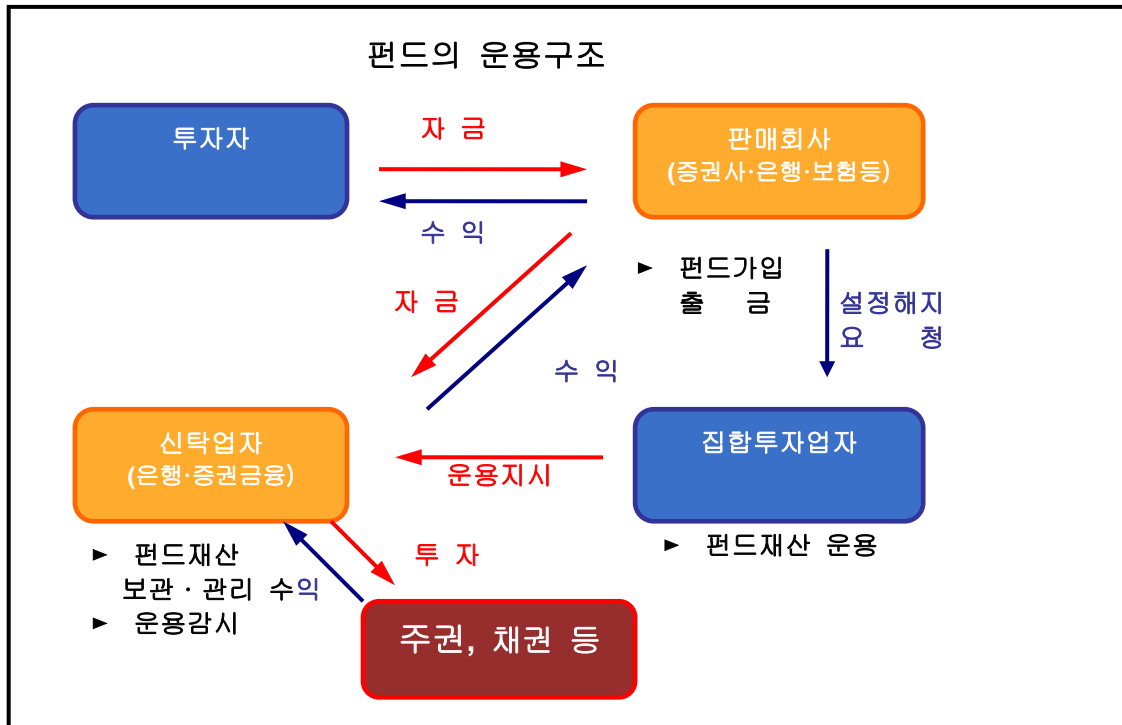 펀드의 운용구조
투자자
자 금
판매회사
(증권사·은행·보험등)
수 익
► 펀드가입
출 금
설정해지
요 청
자 금
수 익
신탁업자
(은행·증권금융)
운용지시
집합투자업자
► 펀드재산
보관 · 관리 수익
► 운용감시
투 자
► 펀드재산 운용
주권, 채권 등